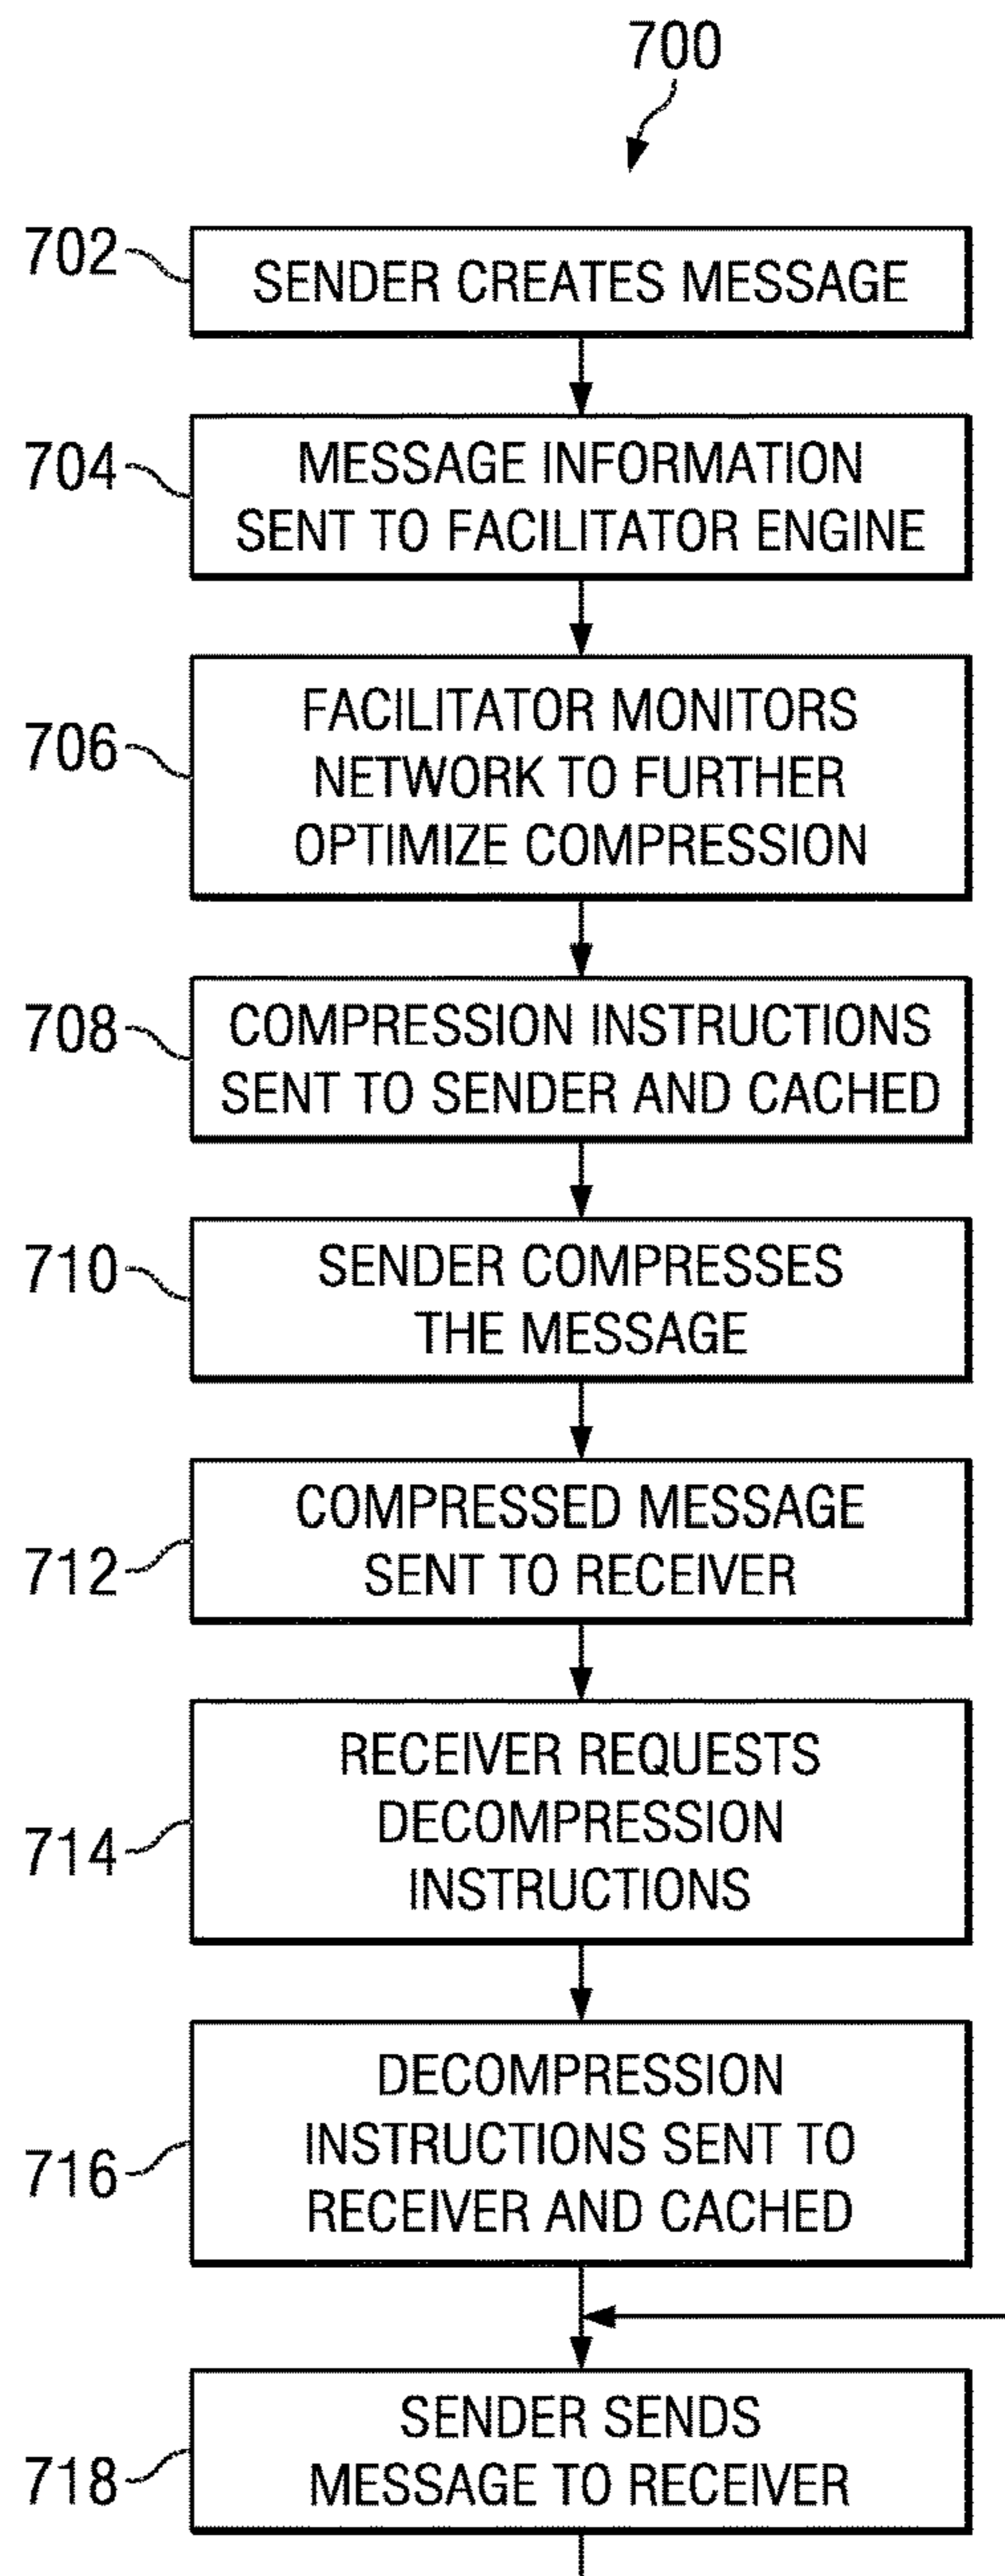 700
702
SENDER CREATES MESSAGE
704
MESSAGE INFORMATION
SENT TO FACILITATOR ENGINE
706
FACILITATOR MONITORS
NETWORK TO FURTHER
OPTIMIZE COMPRESSION
708
COMPRESSION INSTRUCTIONS
SENT TO SENDER AND CACHED
710
SENDER COMPRESSES
THE MESSAGE
712
COMPRESSED MESSAGE
SENT TO RECEIVER
714
RECEIVER REQUESTS
DECOMPRESSION
INSTRUCTIONS
716
DECOMPRESSION
INSTRUCTIONS SENT TO
RECEIVER AND CACHED
718
SENDER SENDS
MESSAGE TO RECEIVER